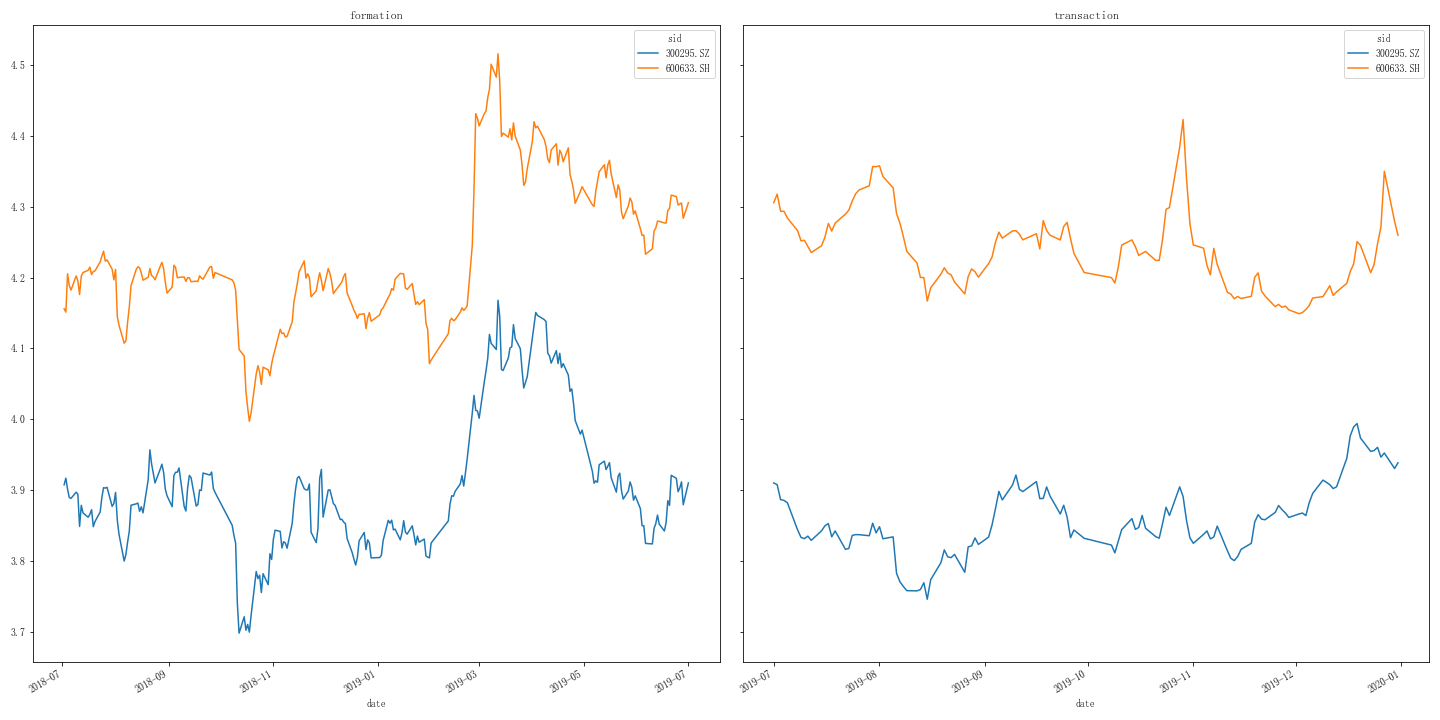 formation
sid
300295.SZ
600633.SH
4.5
4.4
4.3
4.2
4.1
4.0
3.9
3.8
3.7
2018-07
2018-09
2018-11
2019-01
2019-03
2019-05
2019-07
date
transaction
sid
300295.SZ
600633.SH
2019-07
2019-08
2019-09
2019-10
2019-11
2019-12
2020-01
date